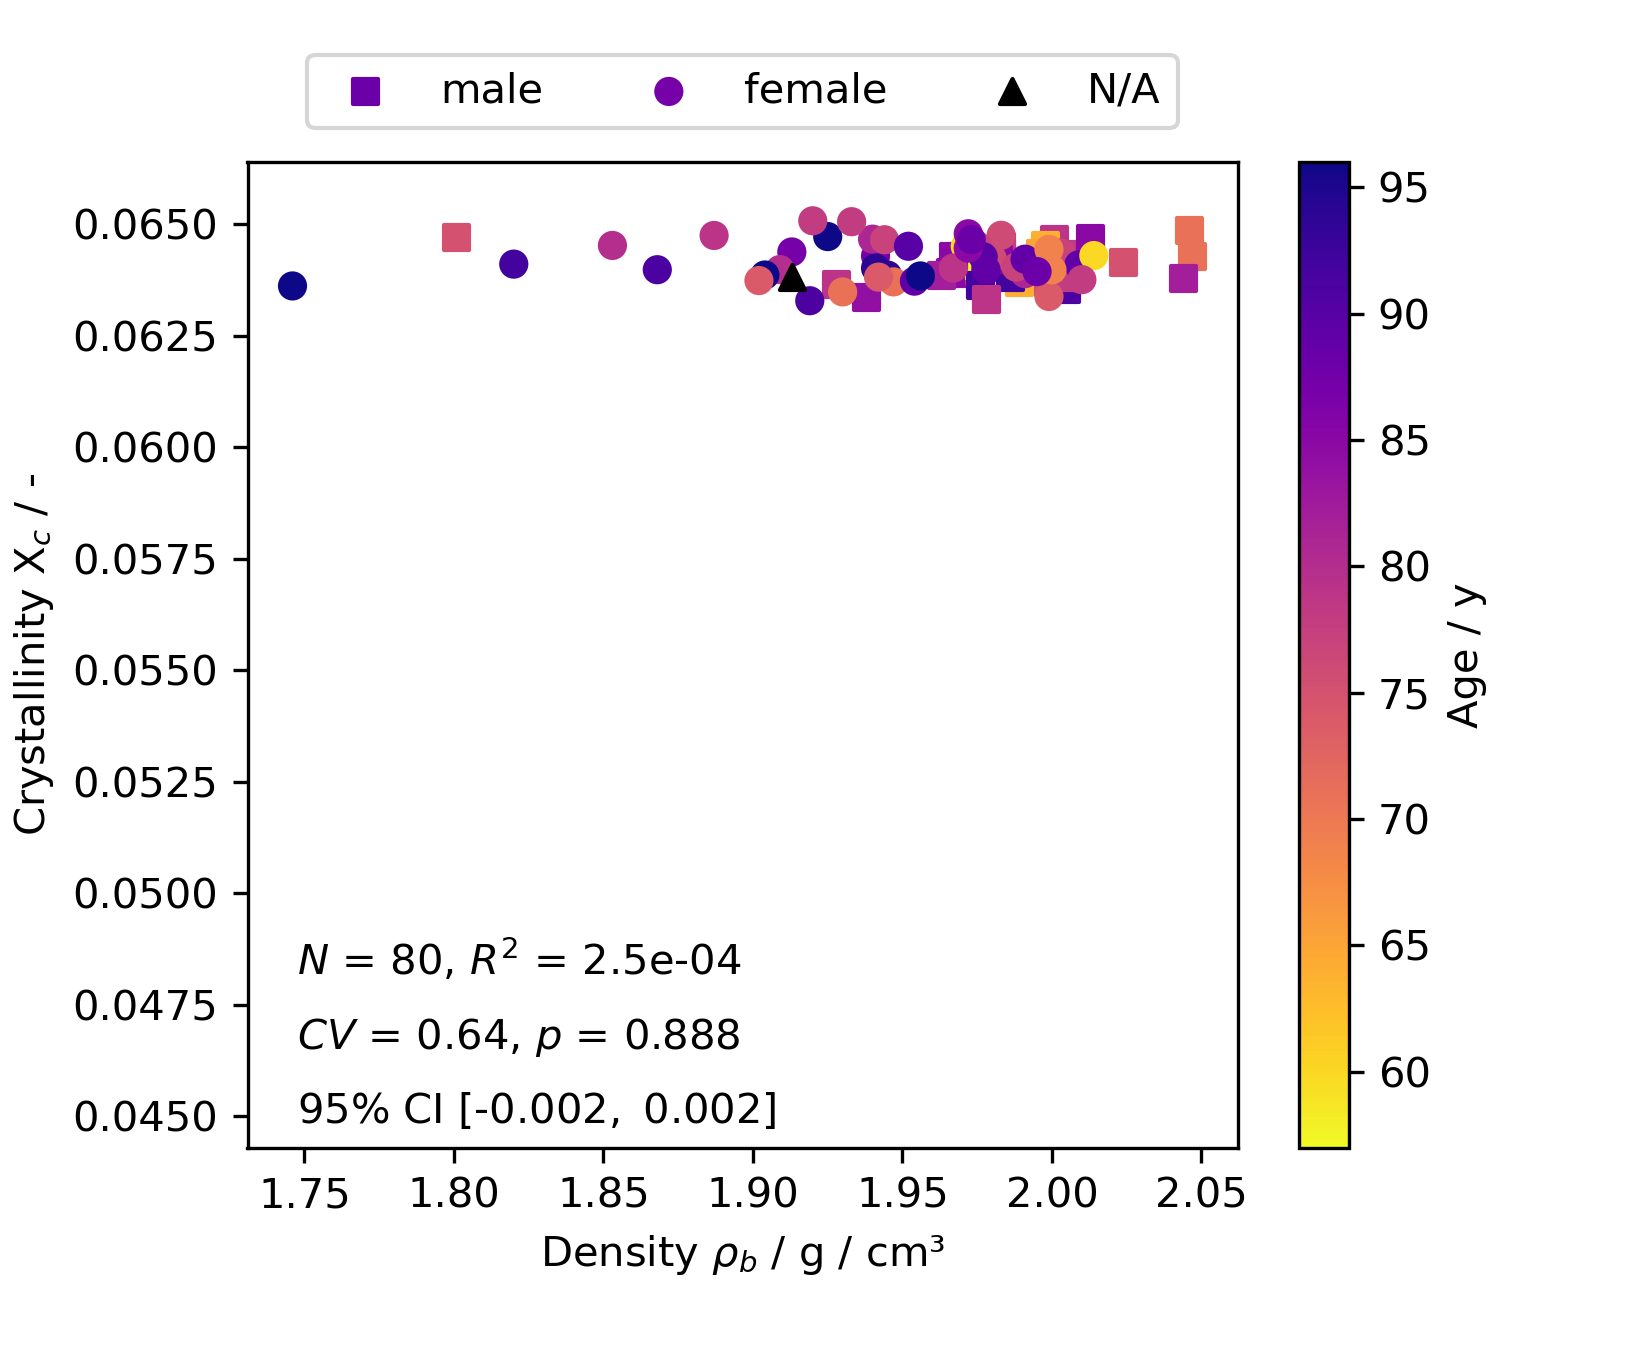 male female N/A
0.0650
0.0625
0.0600
0.0575
0.0550
0.0525
0.0500
0.0475
0.0450
Crystallinity X_c / -
N = 80, R² = 2.5e-04
CV = 0.64, p = 0.888
95% CI [-0.002, 0.002]
1.75 1.80 1.85 1.90 1.95 2.00 2.05
Density ρ_b / g / cm³
95
90
85
80
75
70
65
60
Age / y